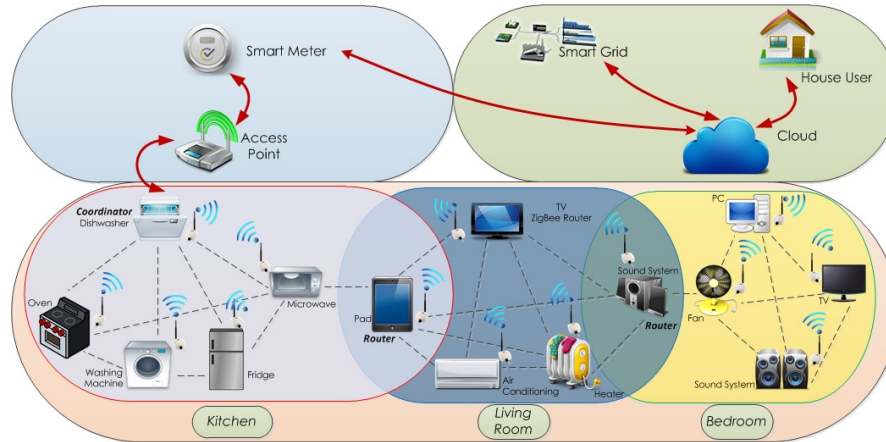 Smart Meter
Access
Point
Smart Grid
House User
Cloud
Coordinator
Dishwasher
Oven
Washing
Machine
Fridge
Microwave
TV
ZigBee Router
Pad
Router
Air
Conditioning
Heater
Sound System
Router
PC
Fan
TV
Sound System
Kitchen
Living
Room
Bedroom